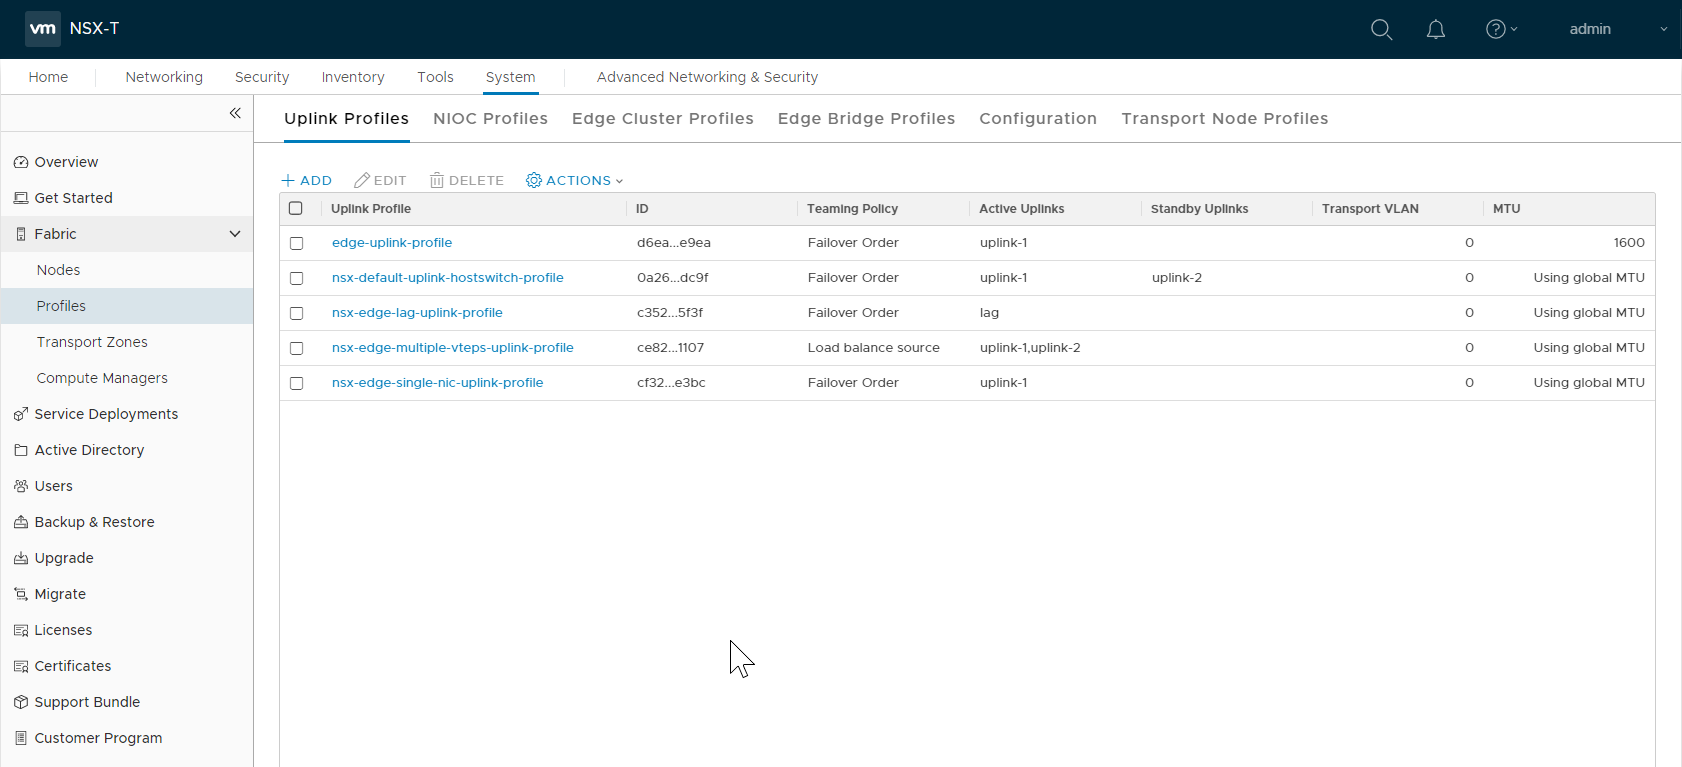 vm NSX-T admin
Home Networking Security Inventory Tools System Advanced Networking & Security
Uplink Profiles NIOC Profiles Edge Cluster Profiles Edge Bridge Profiles Configuration Transport Node Profiles
Overview
Get Started
Fabric
Nodes
Profiles
Transport Zones
Compute Managers
Service Deployments
Active Directory
Users
Backup & Restore
Upgrade
Migrate
Licenses
Certificates
Support Bundle
Customer Program
+ ADD EDIT DELETE ACTIONS
Uplink Profile ID Teaming Policy Active Uplinks Standby Uplinks Transport VLAN MTU
edge-uplink-profile d6ea...e9ea Failover Order uplink-1 0 1600
nsx-default-uplink-hostswitch-profile 0a26...dc9f Failover Order uplink-1 uplink-2 0 Using global MTU
nsx-edge-lag-uplink-profile c352...5f3f Failover Order lag 0 Using global MTU
nsx-edge-multiple-vteps-uplink-profile ce82...1107 Load balance source uplink-1,uplink-2 0 Using global MTU
nsx-edge-single-nic-uplink-profile cf32...e3bc Failover Order uplink-1 0 Using global MTU